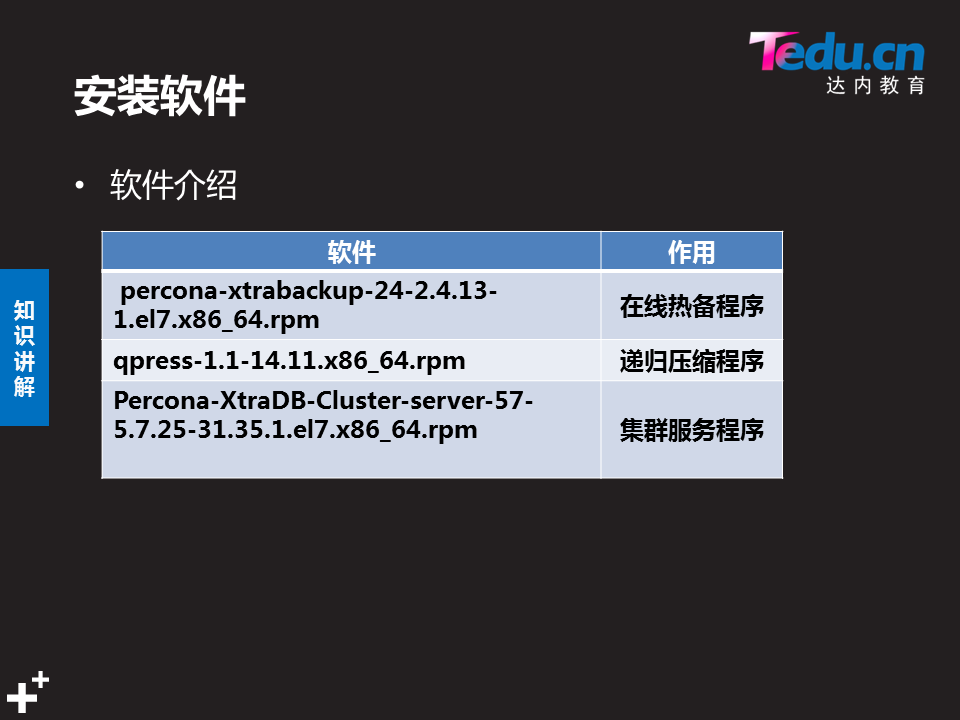 Tedu.cn
达内教育
安装软件
• 软件介绍
软件 作用
percona-xtrabackup-24-2.4.13-
1.el7.x86_64.rpm
在线热备程序
qpress-1.1-14.11.x86_64.rpm 递归压缩程序
Percona-XtraDB-Cluster-server-57-
5.7.25-31.35.1.el7.x86_64.rpm
集群服务程序
知
识
讲
解